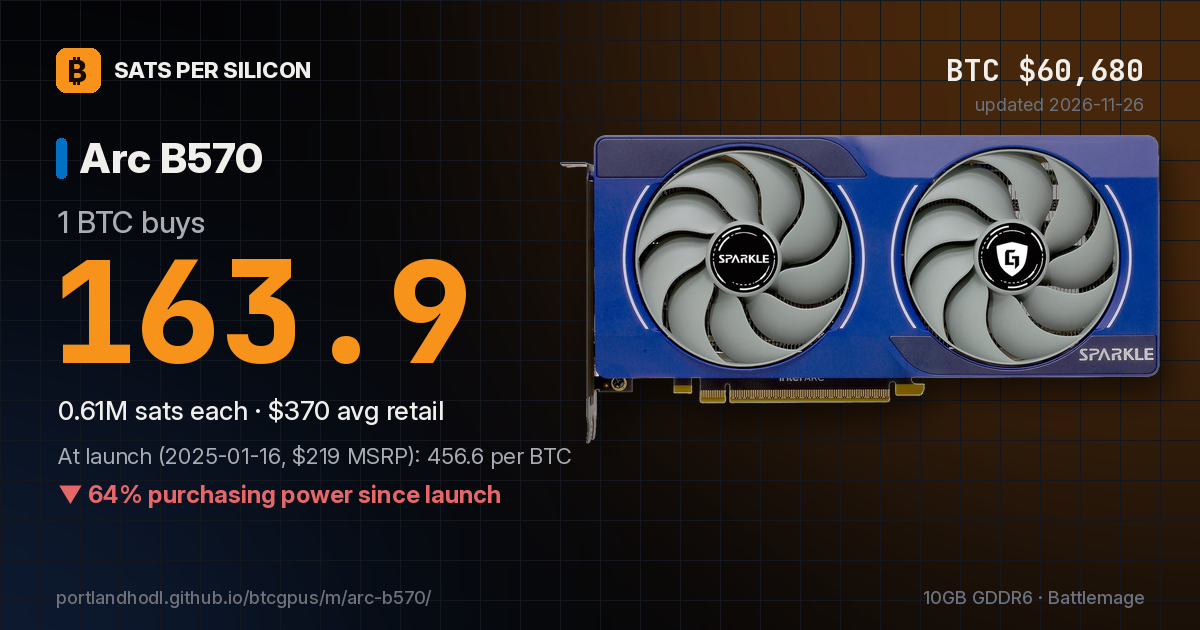 SATS PER SILICON
BTC $60,680
updated 2026-11-26
Arc B570
1 BTC buys
163.9
0.61M sats each · $370 avg retail
At launch (2025-01-16, $219 MSRP): 456.6 per BTC
▼ 64% purchasing power since launch
SPARKLE
SPARKLE
intel ARC
portlandhodl.github.io/btcgpus/m/arc-b570/
10GB GDDR6 · Battlemage